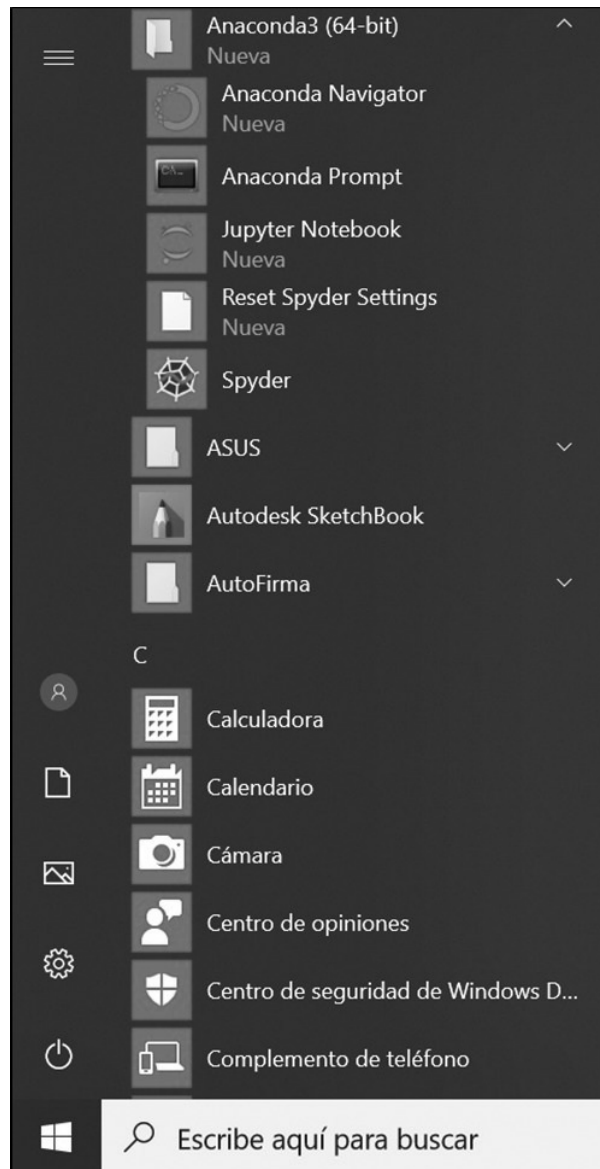 Anaconda3 (64-bit)
Nueva
Anaconda Navigator
Nueva
Anaconda Prompt
Jupyter Notebook
Nueva
Reset Spyder Settings
Nueva
Spyder
ASUS
Autodesk SketchBook
AutoFirma
C
Calculadora
Calendario
Cámara
Centro de opiniones
Centro de seguridad de Windows D...
Complemento de teléfono
Escribe aquí para buscar